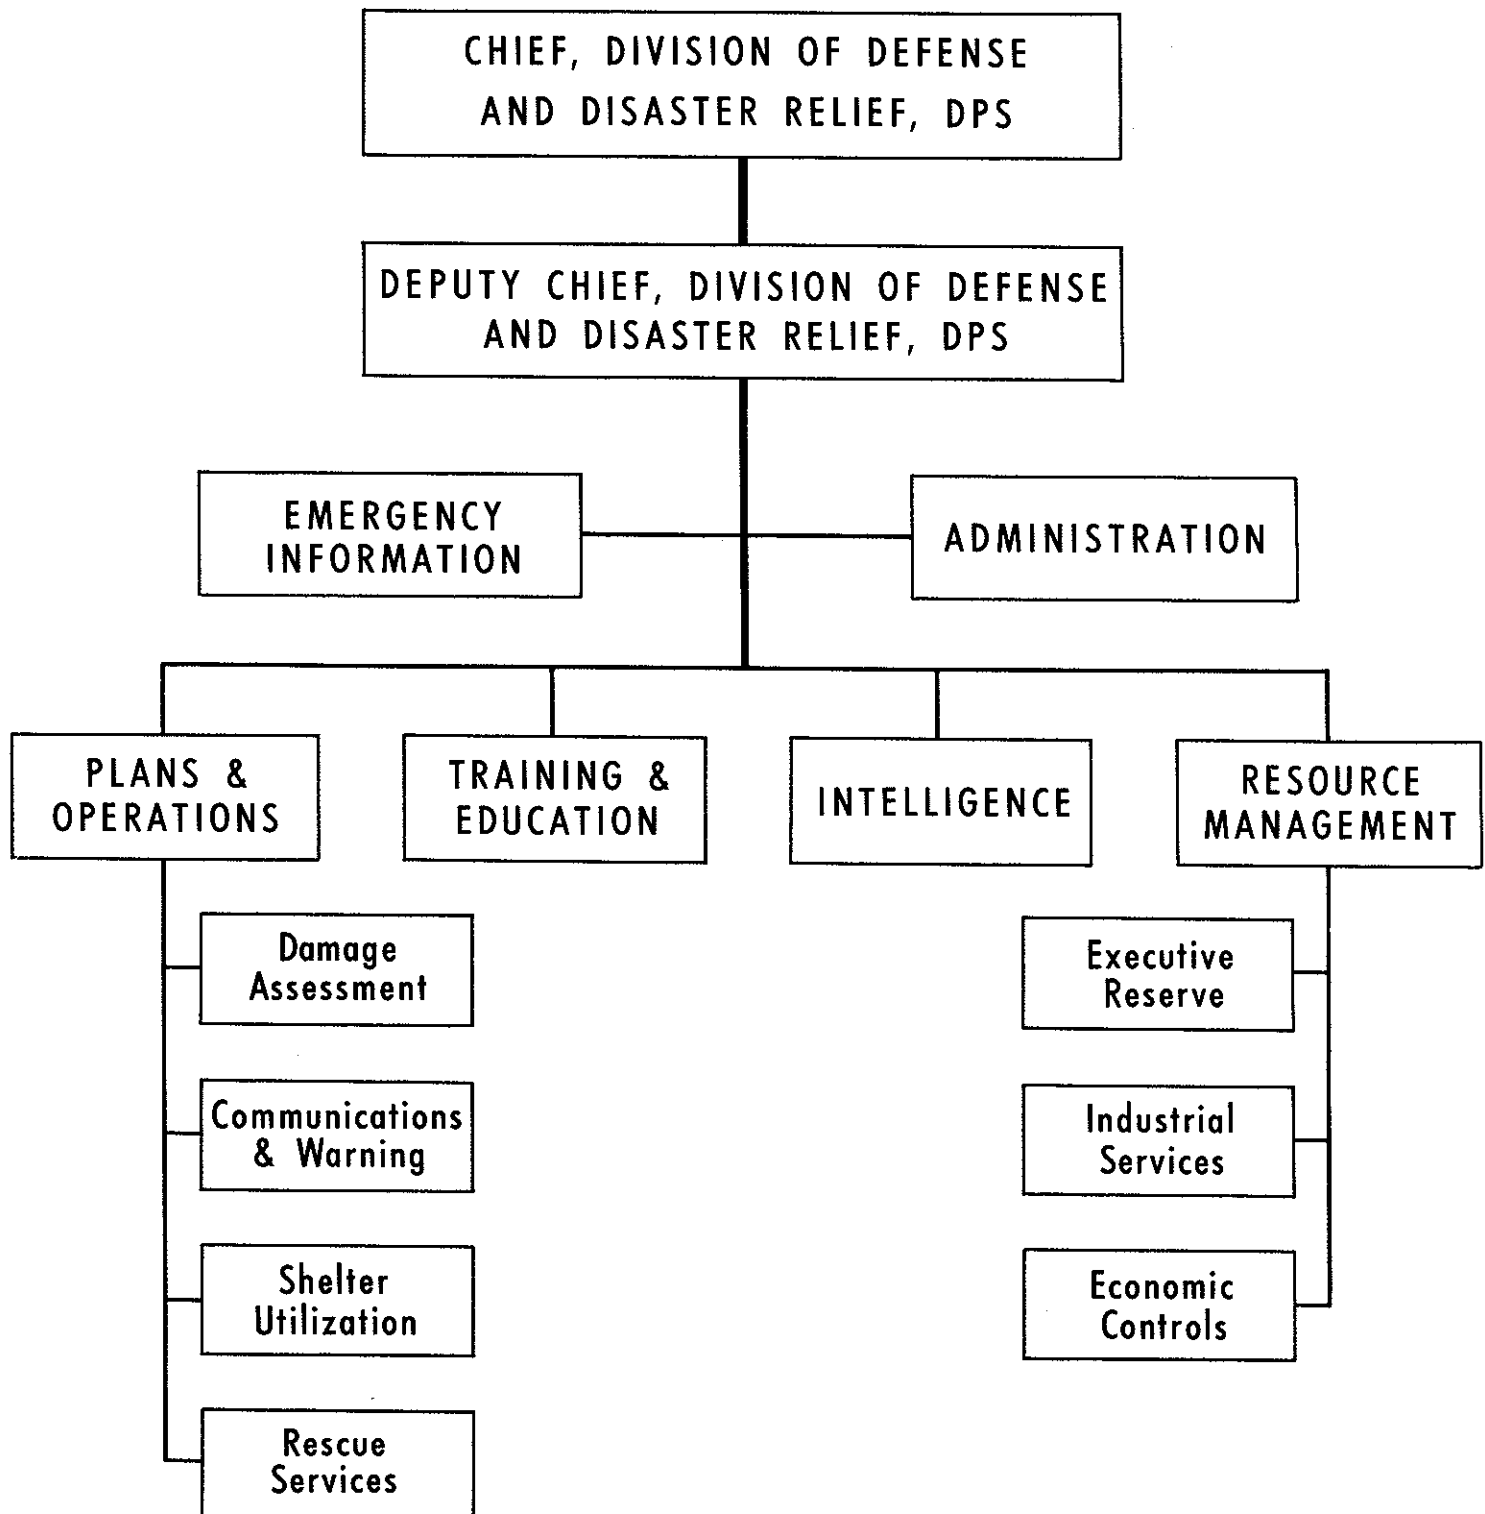 CHIEF, DIVISION OF DEFENSE
AND DISASTER RELIEF, DPS
DEPUTY CHIEF, DIVISION OF DEFENSE
AND DISASTER RELIEF, DPS
EMERGENCY
INFORMATION
ADMINISTRATION
PLANS &
OPERATIONS
TRAINING &
EDUCATION
INTELLIGENCE
RESOURCE
MANAGEMENT
Damage
Assessment
Communications
& Warning
Shelter
Utilization
Rescue
Services
Executive
Reserve
Industrial
Services
Economic
Controls